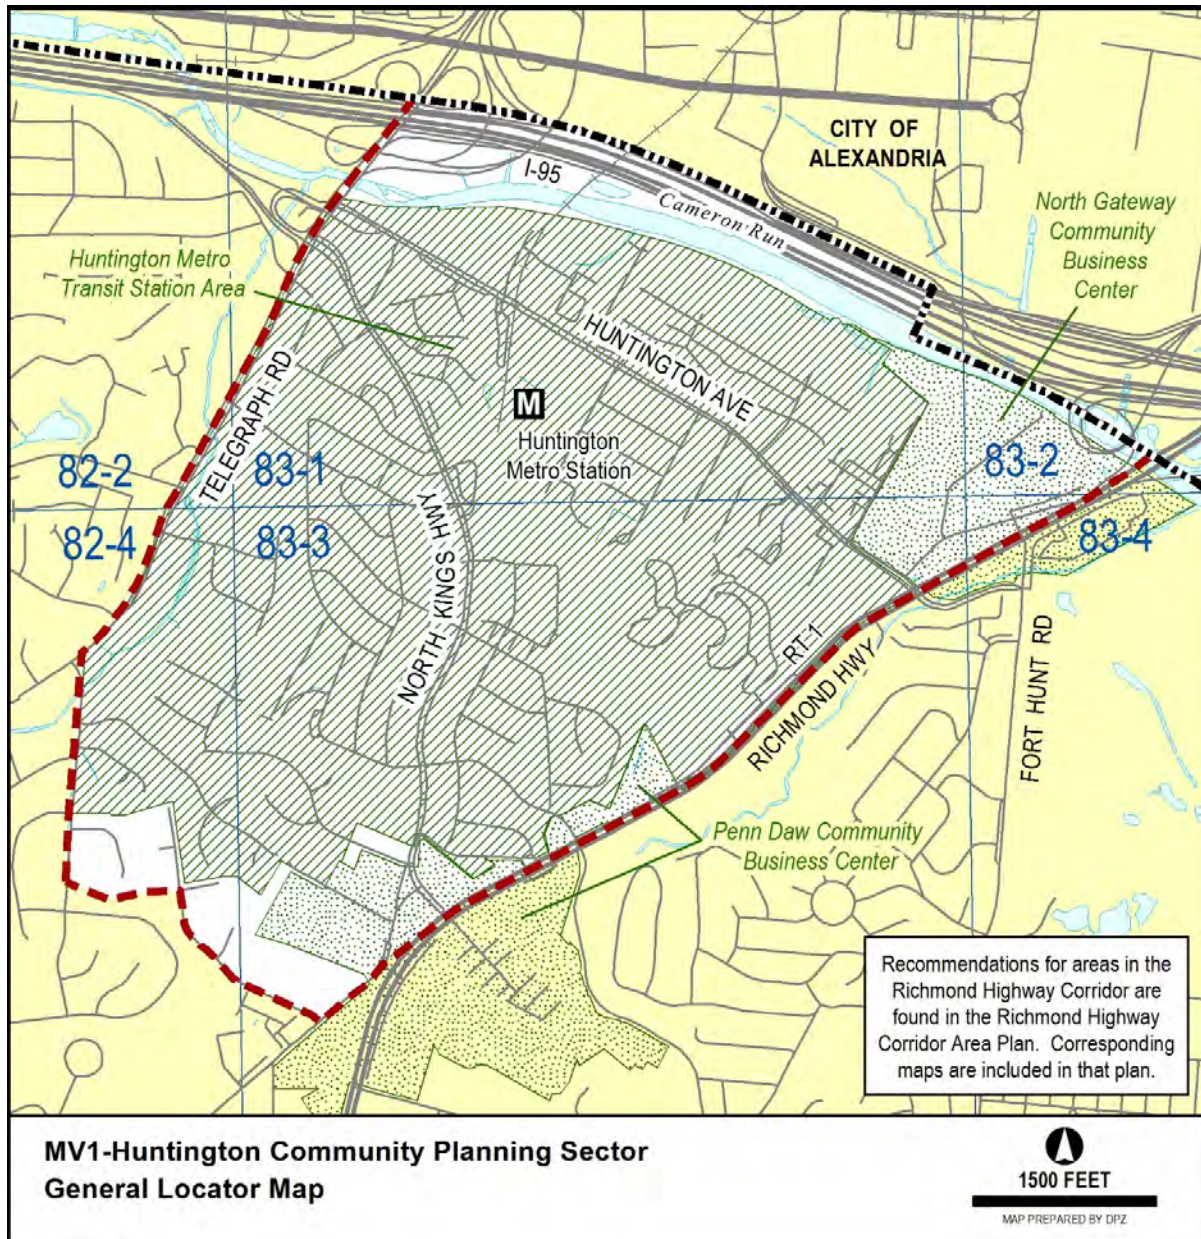 CITY OF
ALEXANDRIA
I-95
Cameron Run
North Gateway
Community
Business
Center
Huntington Metro
Transit Station Area
HUNTINGTON AVE
TELEGRAPH RD
M
Huntington
Metro Station
82-2
83-1
83-2
82-4
83-3
83-4
NORTH KINGS HWY
RT 1
RICHMOND HWY
FORT HUNT RD
Penn Daw Community
Business Center
Recommendations for areas in the
Richmond Highway Corridor are
found in the Richmond Highway
Corridor Area Plan. Corresponding
maps are included in that plan.
MV1-Huntington Community Planning Sector
General Locator Map
1500 FEET
MAP PREPARED BY DPZ